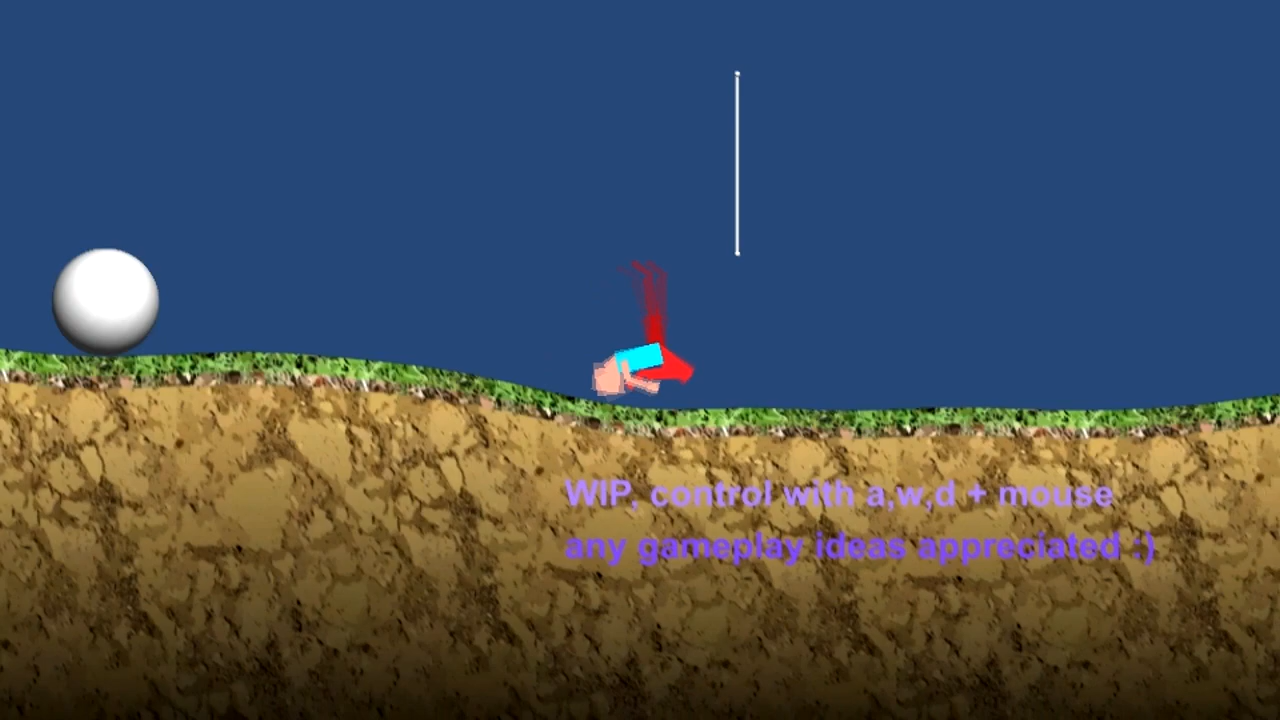 WIP, control with a,w,d + mouse
any gameplay ideas appreciated :)